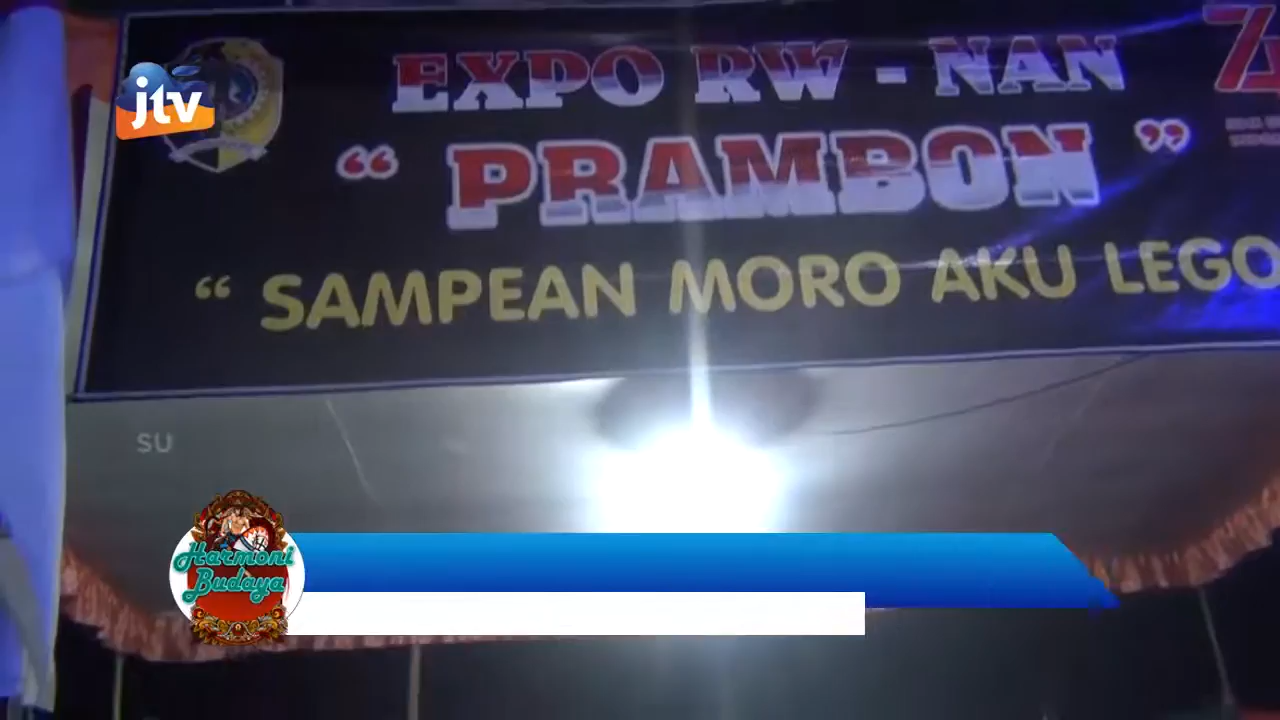 jtv
EXPO RW - NAN
“ PRAMBON ”
“ SAMPEAN MORO AKU LEGO
SU
Harmoni
Budaya